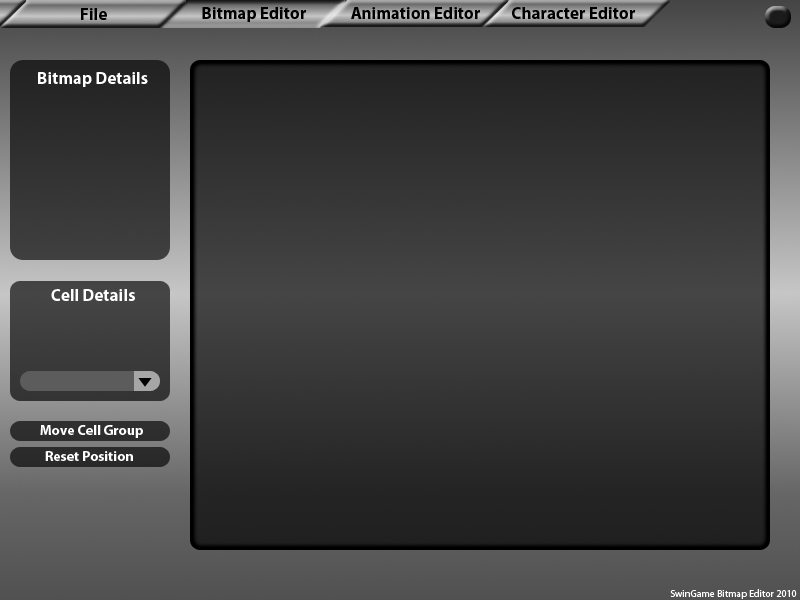 File
Bitmap Editor
Animation Editor
Character Editor
Bitmap Details
Cell Details
Move Cell Group
Reset Position
SwinGame Bitmap Editor 2010